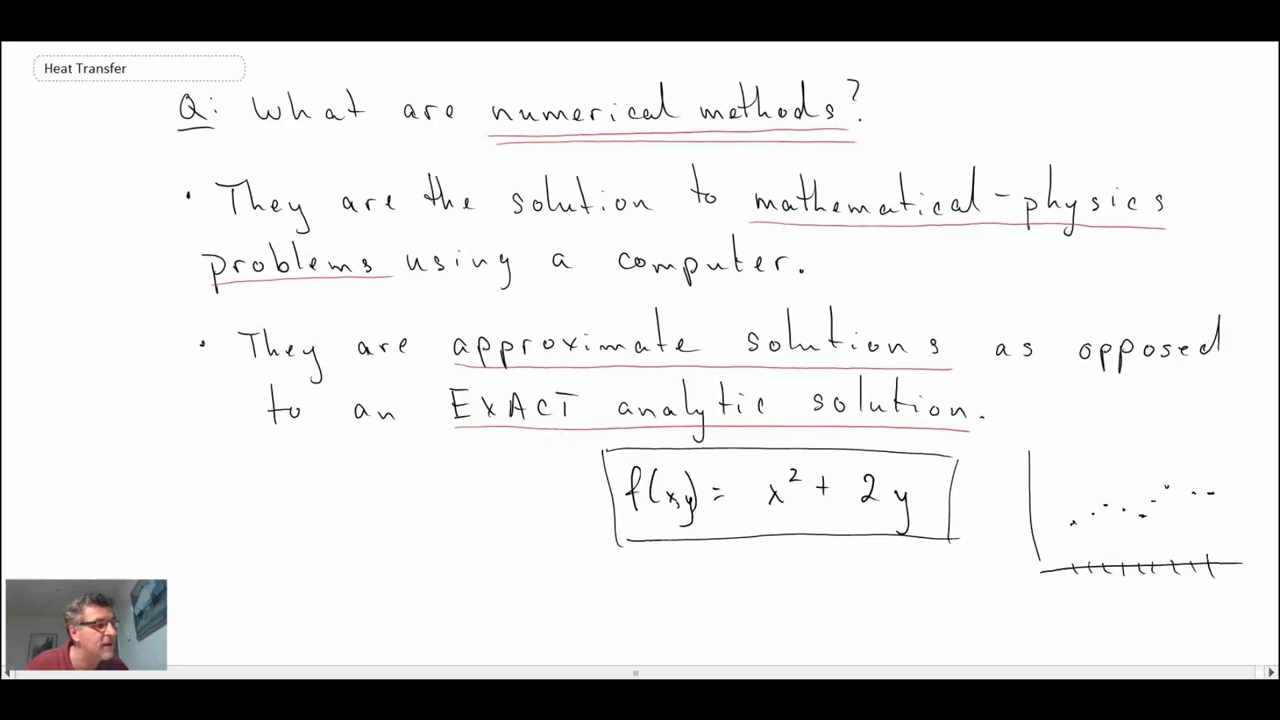 Heat Transfer
Q: What are numerical methods?
• They are the solution to mathematical-physics
problems using a computer.
• They are approximate solutions as opposed
to an EXACT analytic solution.
f(x,y) = x² + 2y